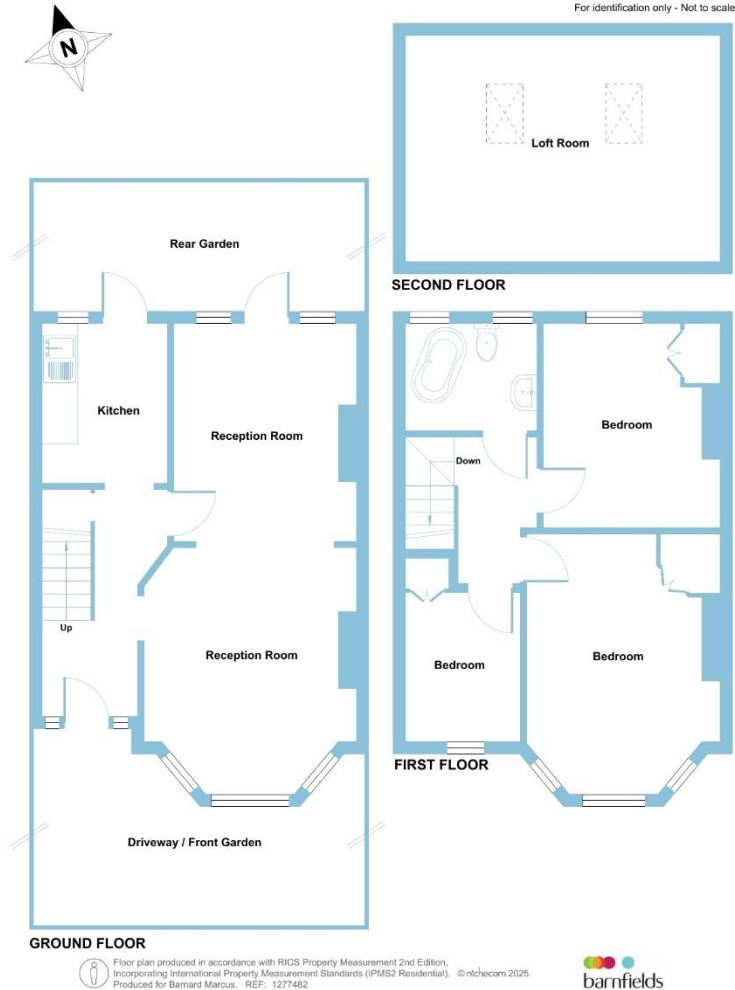 For identification only - Not to scale
N
Loft Room
SECOND FLOOR
Rear Garden
Kitchen
Reception Room
Up
Reception Room
Driveway / Front Garden
GROUND FLOOR
Bedroom
Down
Bedroom
Bedroom
FIRST FLOOR
Floor plan produced in accordance with RICS Property Measurement 2nd Edition,
Incorporating International Property Measurement Standards (IPMS2 Residential). © nichecom 2025.
Produced for Barnard Marcus. REF: 1277482
barnfields